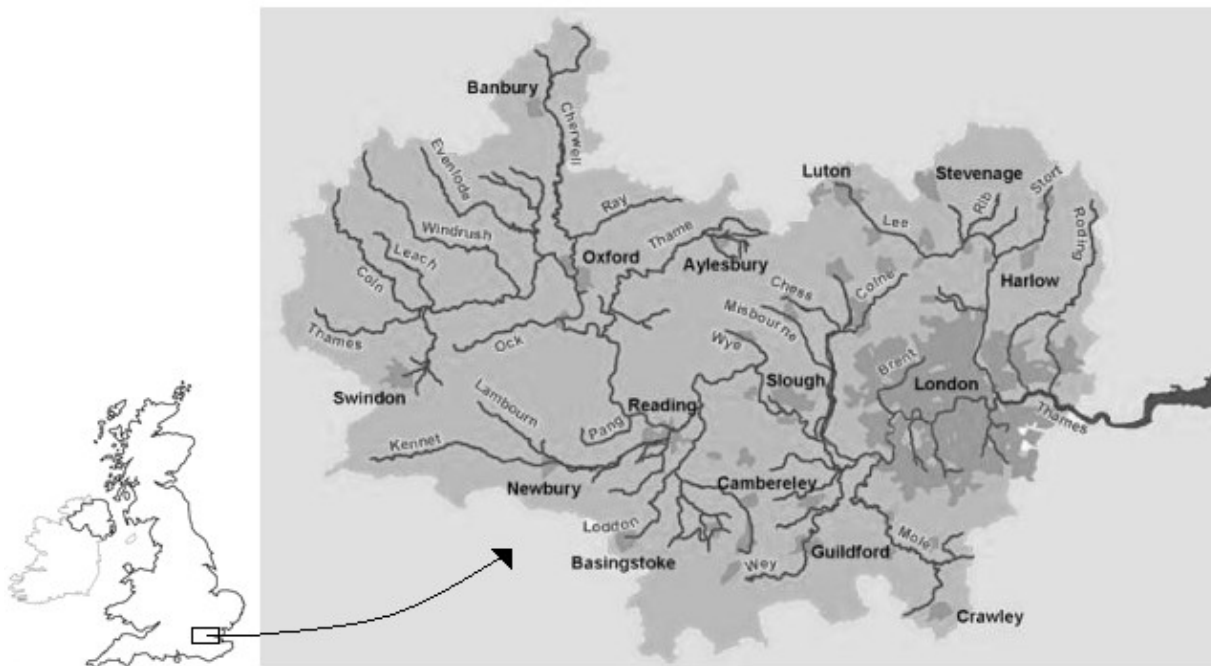 Banbury
Cherwell
Evenlode
Luton
Stevenage
Stort
Rib
Ray
Roding
Lee
Windrush
Thame
Leach
Oxford
Aylesbury
Coln
Harlow
Chess
Colne
Misbourne
Thames
Ock
Wye
Brent
Swindon
Slough
London
Lambourn
Reading
Thames
Pang
Kennet
Newbury
Cambereley
Loddon
Mole
Basingstoke
Wey
Guildford
Crawley